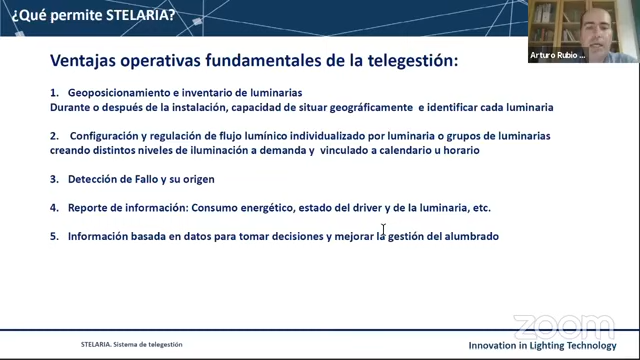 ¿Qué permite STELARIA?
Arturo Rubio ...
Ventajas operativas fundamentales de la telegestión:
1. Geoposicionamiento e inventario de luminarias
Durante o después de la instalación, capacidad de situar geográficamente e identificar cada luminaria
2. Configuración y regulación de flujo lumínico individualizado por luminaria o grupos de luminarias
creando distintos niveles de iluminación a demanda y vinculado a calendario u horario
3. Detección de Fallo y su origen
4. Reporte de información: Consumo energético, estado del driver y de la luminaria, etc.
5. Información basada en datos para tomar decisiones y mejorar la gestión del alumbrado
zoom
STELARIA. Sistema de telegestión
Innovation in Lighting Technology